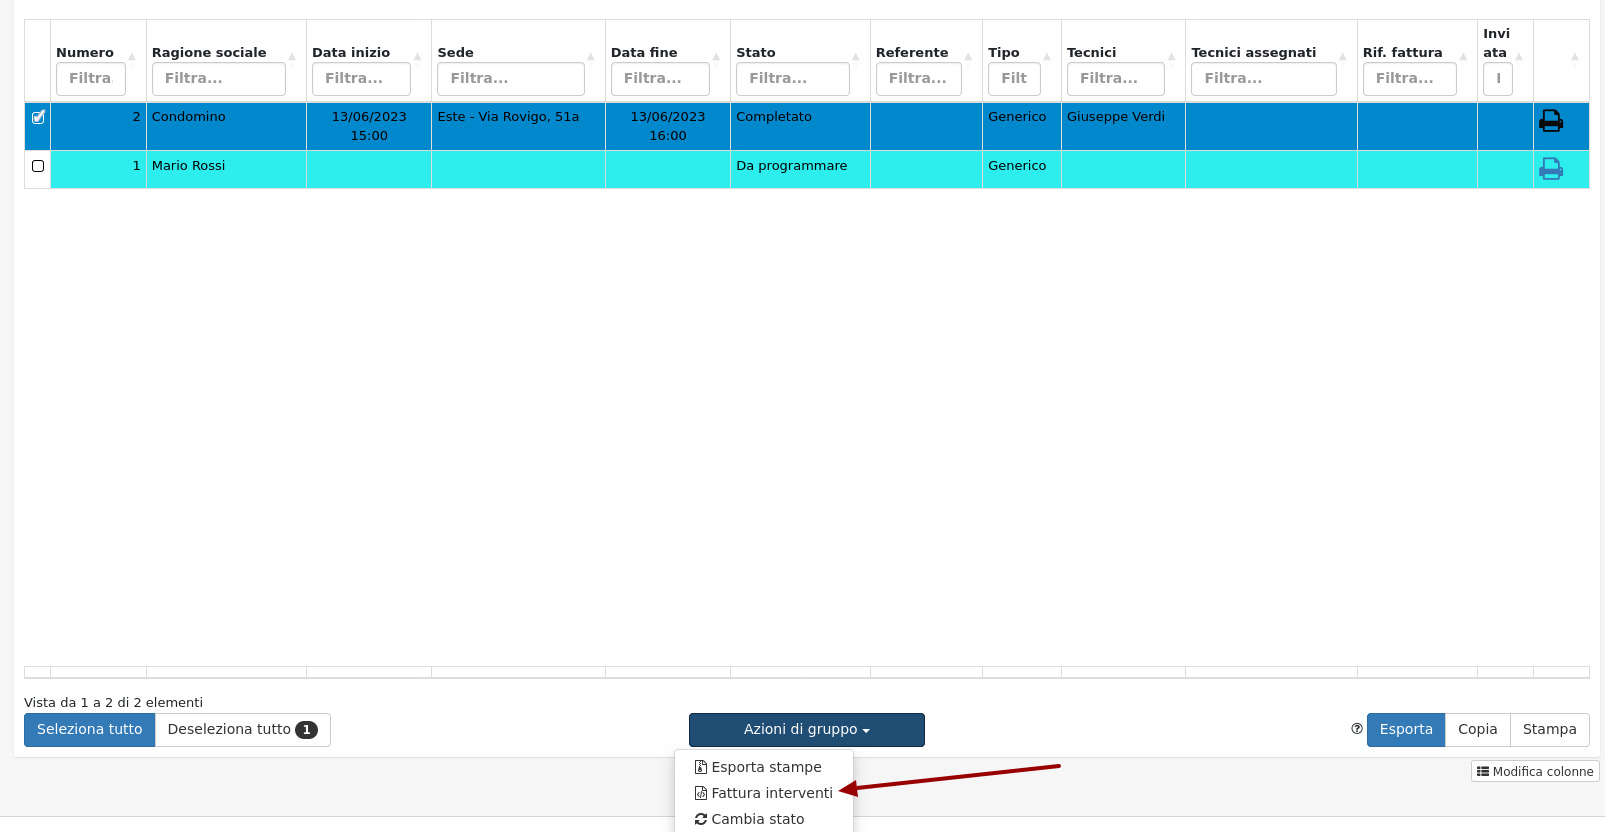 Numero Ragione sociale Data inizio Sede Data fine Stato Referente Tipo Tecnici Tecnici assegnati Rif. fattura Invi
ata
Filtra Filtra... Filtra... Filtra... Filtra... Filtra... Filtra... Filt Filtra... Filtra... Filtra...
2 Condomino 13/06/2023 Este - Via Rovigo, 51a 13/06/2023 Completato Generico Giuseppe Verdi
15:00 16:00
1 Mario Rossi Da programmare Generico
Vista da 1 a 2 di 2 elementi
Seleziona tutto Deseleziona tutto 1 Azioni di gruppo Esporta Copia Stampa
Esporta stampe
Modifica colonne
Fattura interventi
Cambia stato